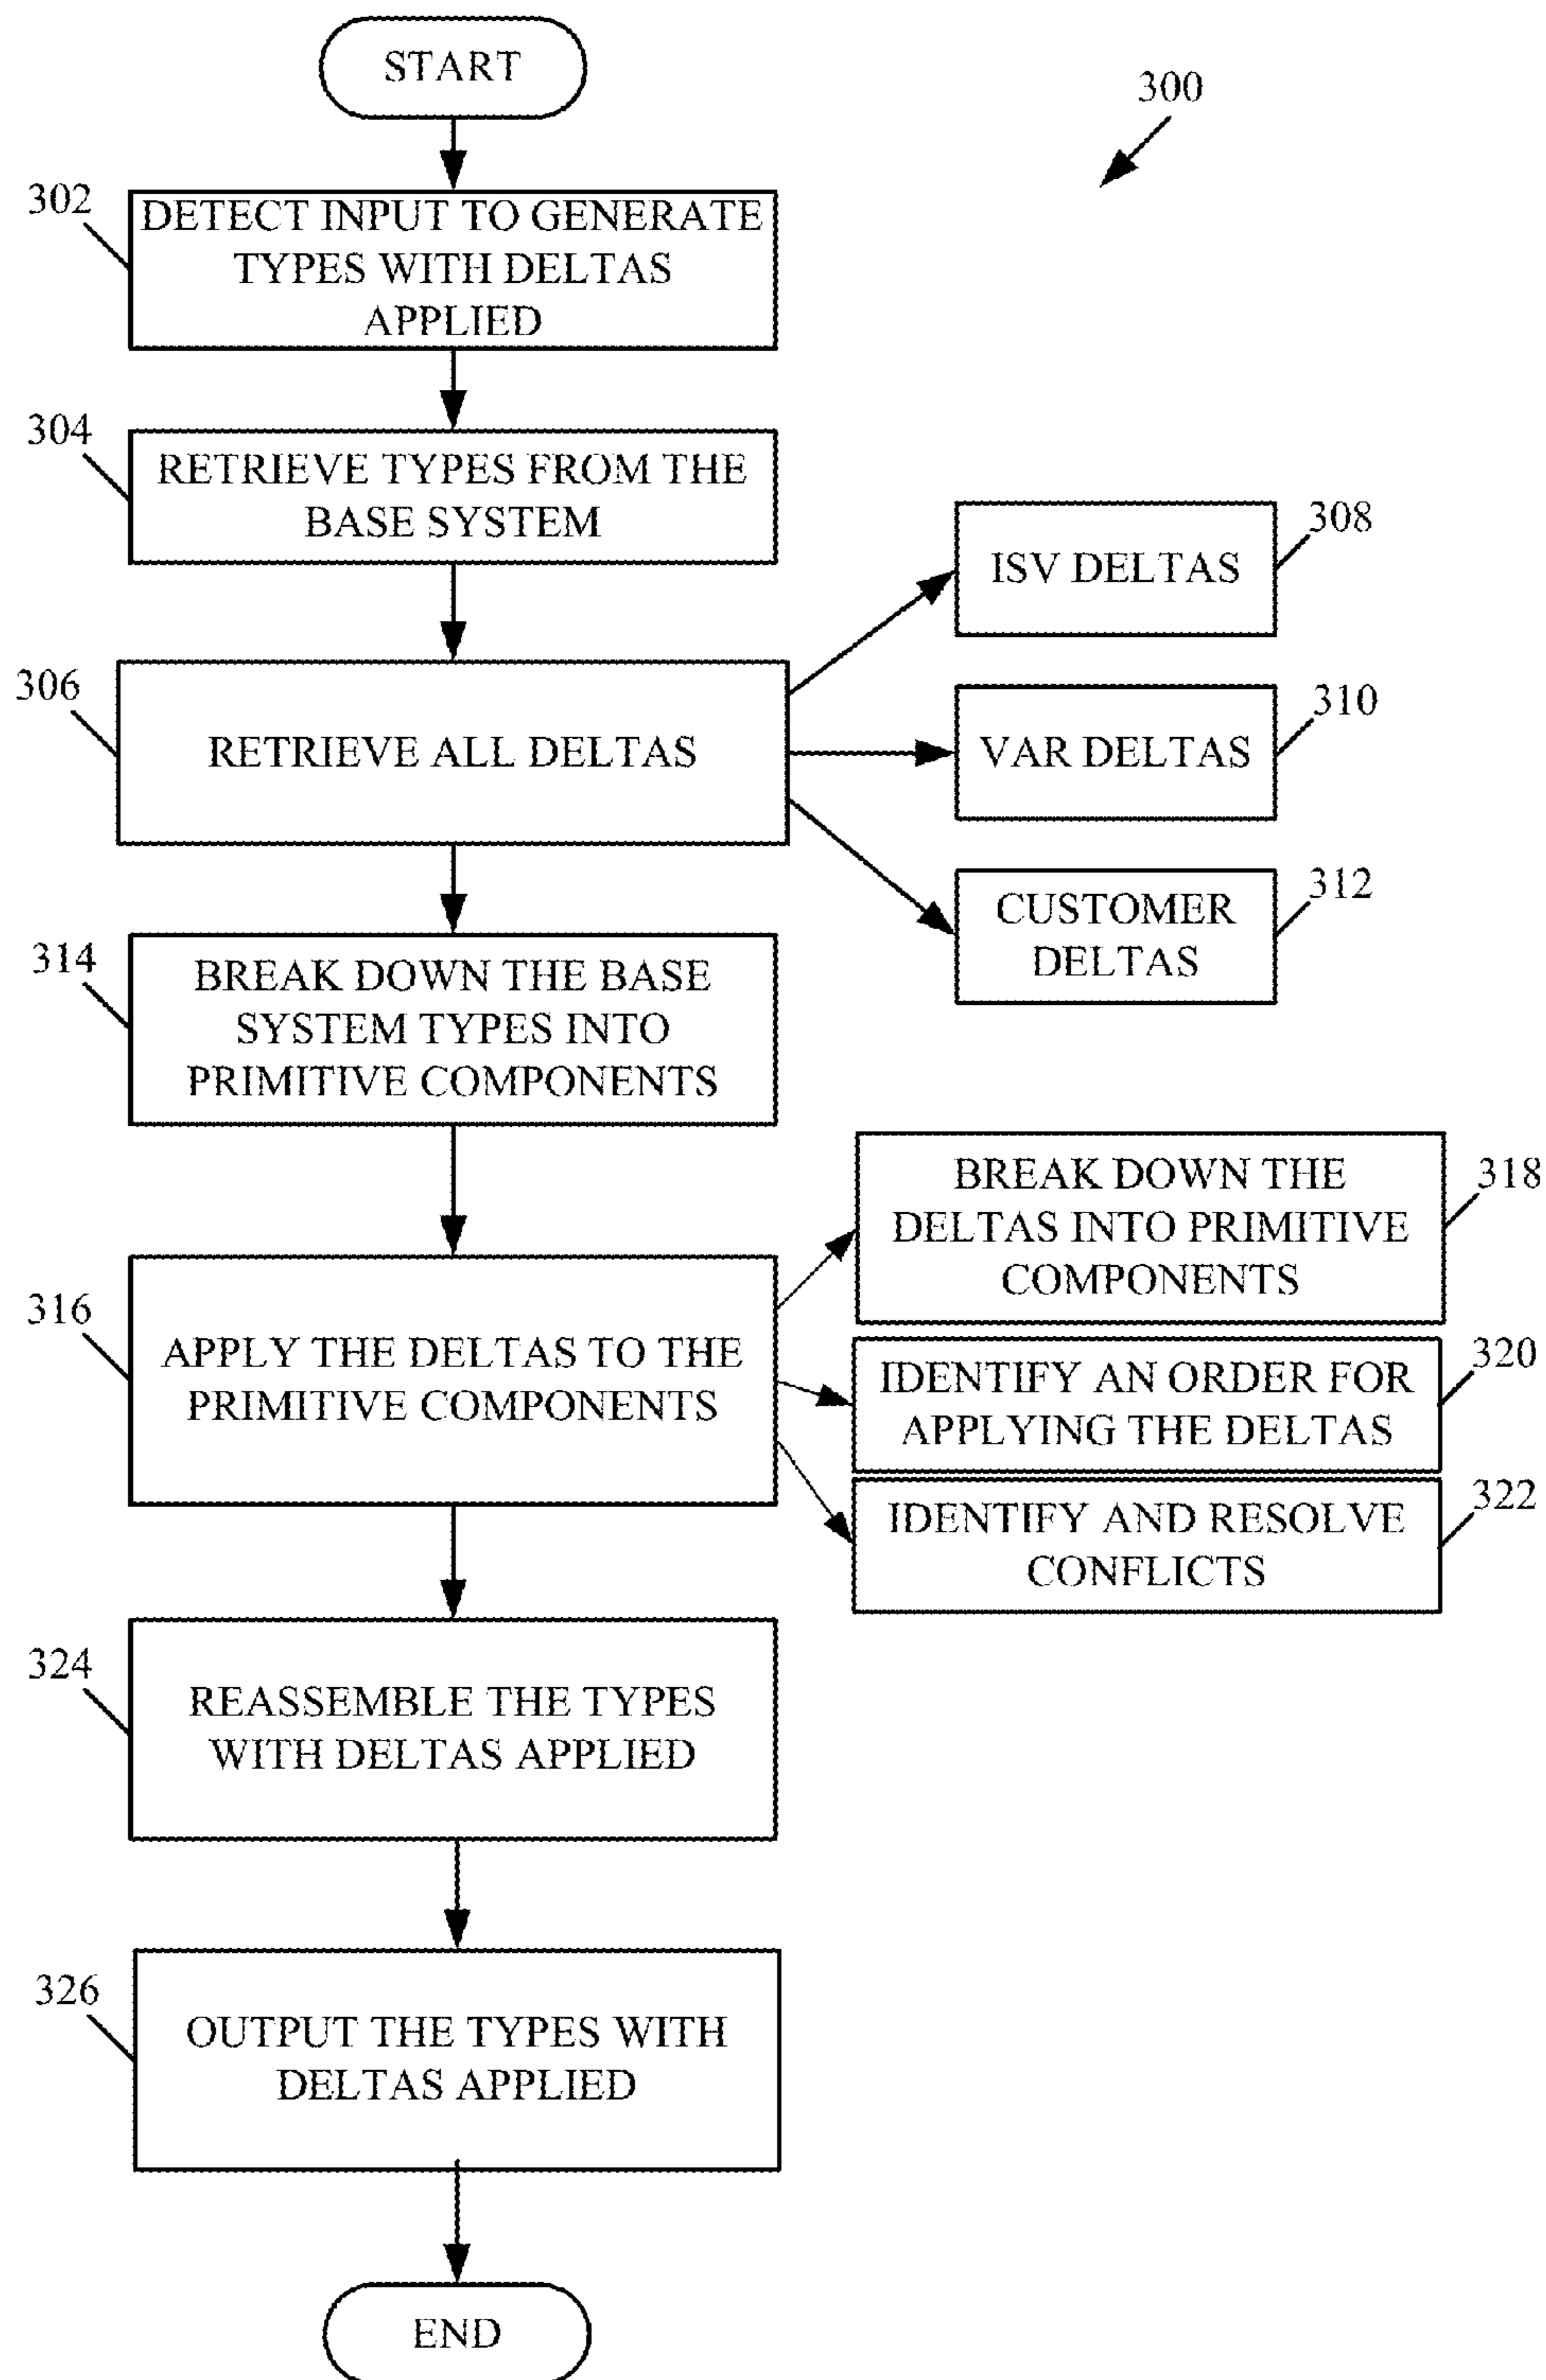 START
300
302
DETECT INPUT TO GENERATE
TYPES WITH DELTAS
APPLIED
304
RETRIEVE TYPES FROM THE
BASE SYSTEM
306
RETRIEVE ALL DELTAS
308
ISV DELTAS
310
VAR DELTAS
312
CUSTOMER
DELTAS
314
BREAK DOWN THE BASE
SYSTEM TYPES INTO
PRIMITIVE COMPONENTS
316
APPLY THE DELTAS TO THE
PRIMITIVE COMPONENTS
318
BREAK DOWN THE
DELTAS INTO PRIMITIVE
COMPONENTS
320
IDENTIFY AN ORDER FOR
APPLYING THE DELTAS
322
IDENTIFY AND RESOLVE
CONFLICTS
324
REASSEMBLE THE TYPES
WITH DELTAS APPLIED
326
OUTPUT THE TYPES WITH
DELTAS APPLIED
END